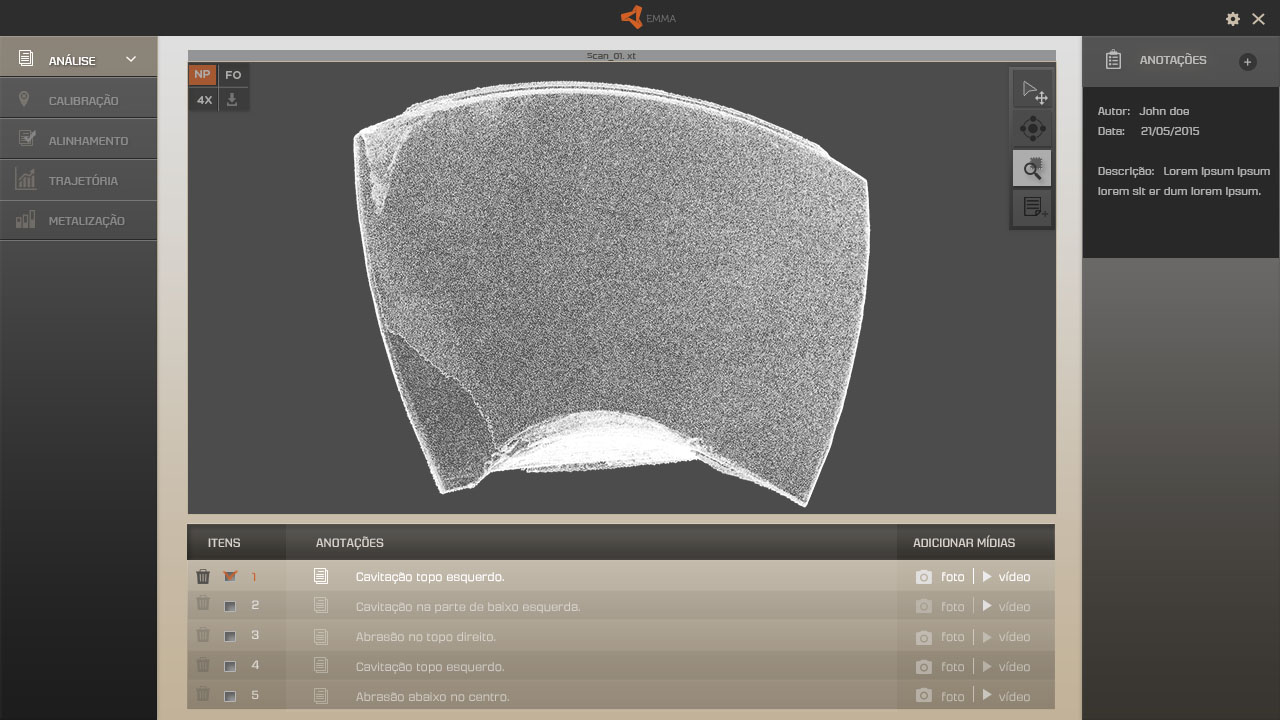 EMMA
ANÁLISE
CALIBRAÇÃO
ALINHAMENTO
TRAJETÓRIA
METALIZAÇÃO
Scan_01. xt
NP FO
4X
ANOTAÇÕES
Autor: John doe
Data: 21/05/2015
Descrição: Lorem ipsum ipsum
lorem sit er dum lorem ipsum.
ITENS ANOTAÇÕES ADICIONAR MÍDIAS
1 Cavitação topo esquerdo. foto | vídeo
2 Cavitação na parte de baixo esquerda. foto | vídeo
3 Abrasão no topo direito. foto | vídeo
4 Cavitação topo esquerdo. foto | vídeo
5 Abrasão abaixo no centro. foto | vídeo